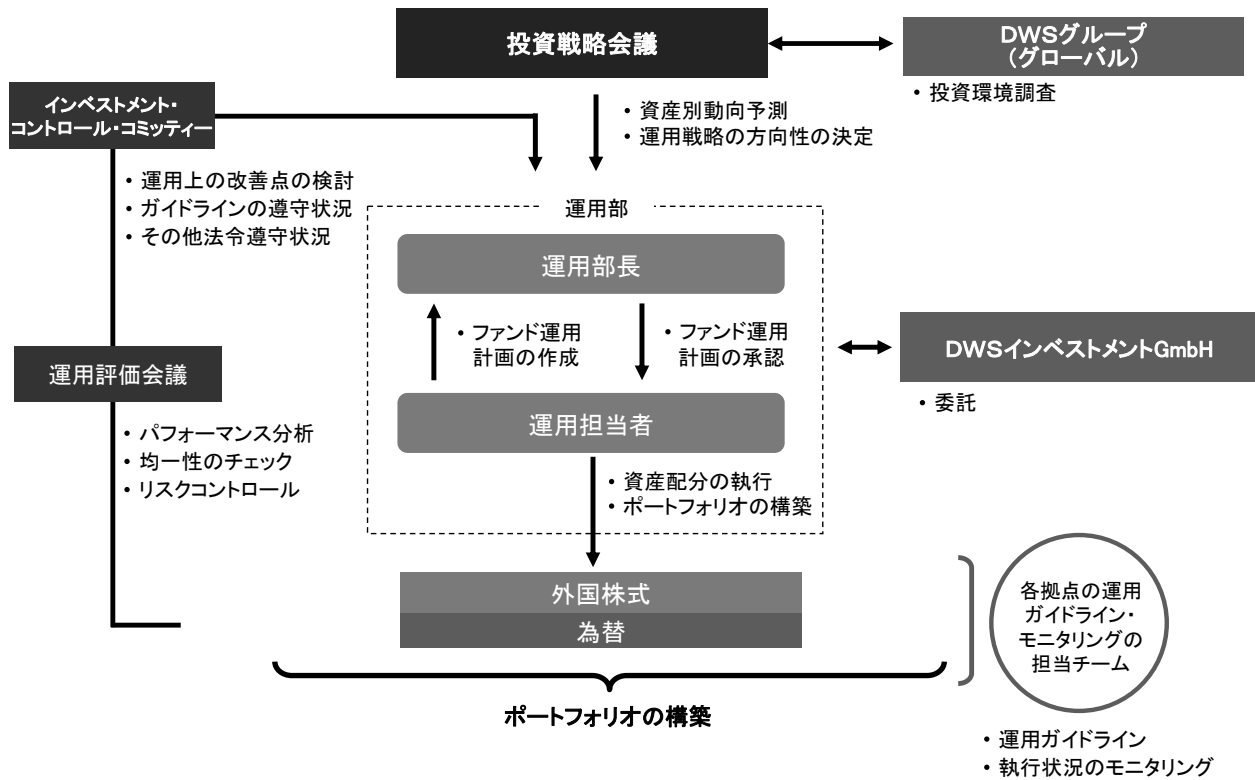 投資戦略会議
DWSグループ
(グローバル)
・投資環境調査
インベストメント・
コントロール・コミッティー
・資産別動向予測
・運用戦略の方向性の決定
・運用上の改善点の検討
・ガイドラインの遵守状況
・その他法令遵守状況
運用部
運用部長
・ファンド運用
計画の作成
・ファンド運用
計画の承認
DWSインベストメントGmbH
・委託
運用評価会議
運用担当者
・パフォーマンス分析
・均一性のチェック
・リスクコントロール
・資産配分の執行
・ポートフォリオの構築
外国株式
為替
各拠点の運用
ガイドライン・
モニタリングの
担当チーム
ポートフォリオの構築
・運用ガイドライン
・執行状況のモニタリング